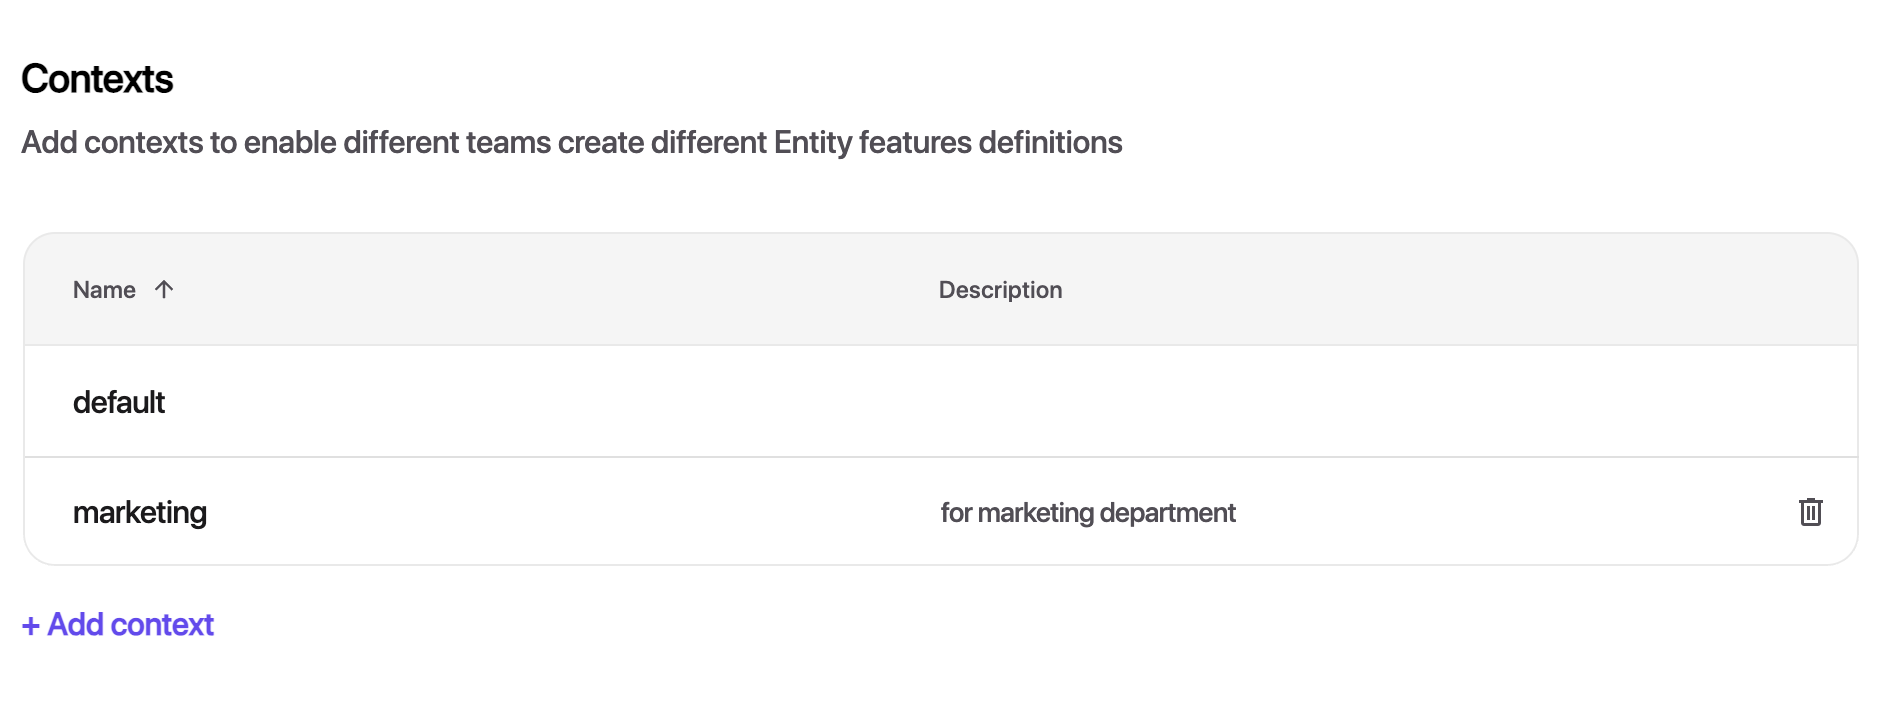 Contexts
Add contexts to enable different teams create different Entity features definitions
Name Description
default
marketing for marketing department
+ Add context